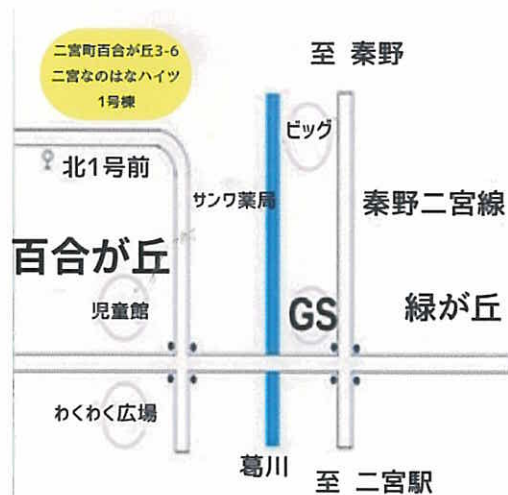 二宮町百合が丘3-6
二宮なのはなハイツ
1号棟
至 秦野
ビッグ
北1号前
サンワ薬局
秦野二宮線
百合が丘
児童館
GS
緑が丘
わくわく広場
葛川
至 二宮駅